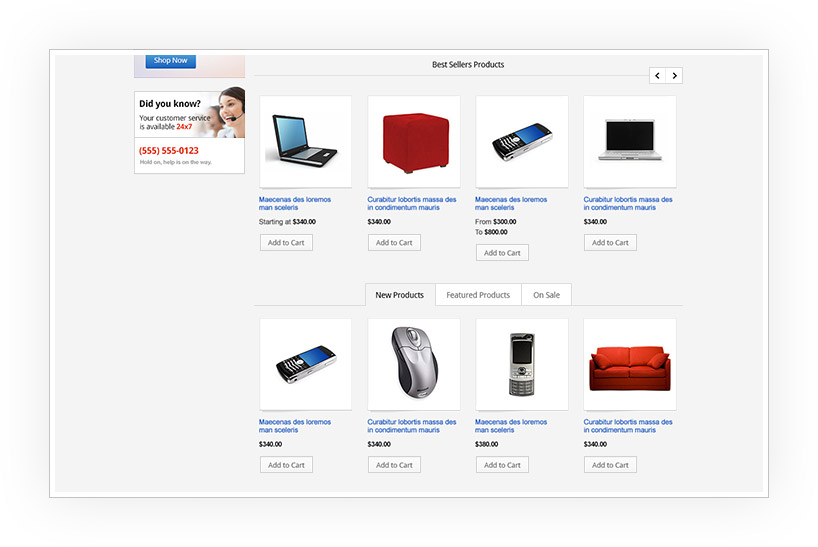 Shop Now
Did you know?
Your customer service
is available 24x7
(555) 555-0123
Hold on, help is on the way.
Best Sellers Products
Maecenas des loremos
man sceleris
Starting at $340.00
Add to Cart
Curabitur lobortis massa des
in condimentum mauris
$340.00
Add to Cart
Maecenas des loremos
man sceleris
From $300.00
To $800.00
Add to Cart
Curabitur lobortis massa des
in condimentum mauris
$340.00
Add to Cart
New Products
Featured Products
On Sale
Maecenas des loremos
man sceleris
$340.00
Add to Cart
Curabitur lobortis massa des
in condimentum mauris
$340.00
Add to Cart
Maecenas des loremos
man sceleris
$380.00
Add to Cart
Curabitur lobortis massa des
in condimentum mauris
$340.00
Add to Cart